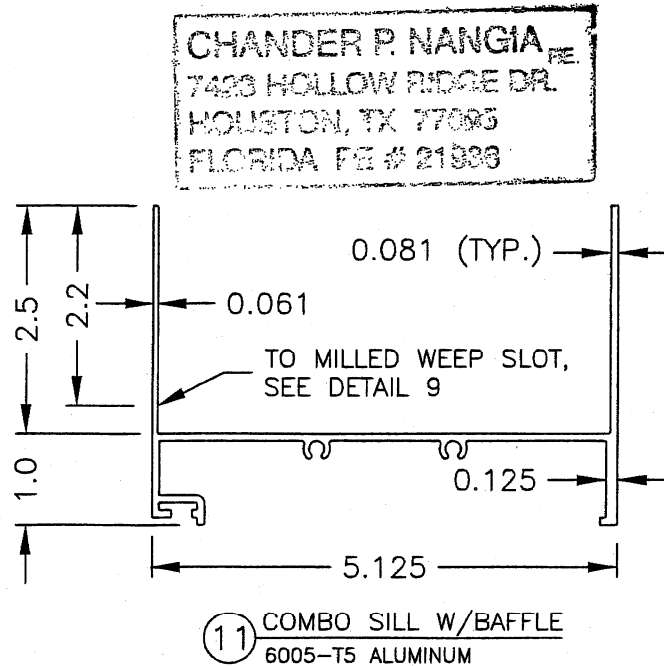 CHANDER P. NANGIA P.E.
7423 HOLLOW RIDGE DR.
HOUSTON, TX 77095
FLORIDA PE # 21936
2.5
2.2
0.081 (TYP.)
0.061
TO MILLED WEEP SLOT,
SEE DETAIL 9
1.0
0.125
5.125
11 COMBO SILL W/BAFFLE
6005-T5 ALUMINUM